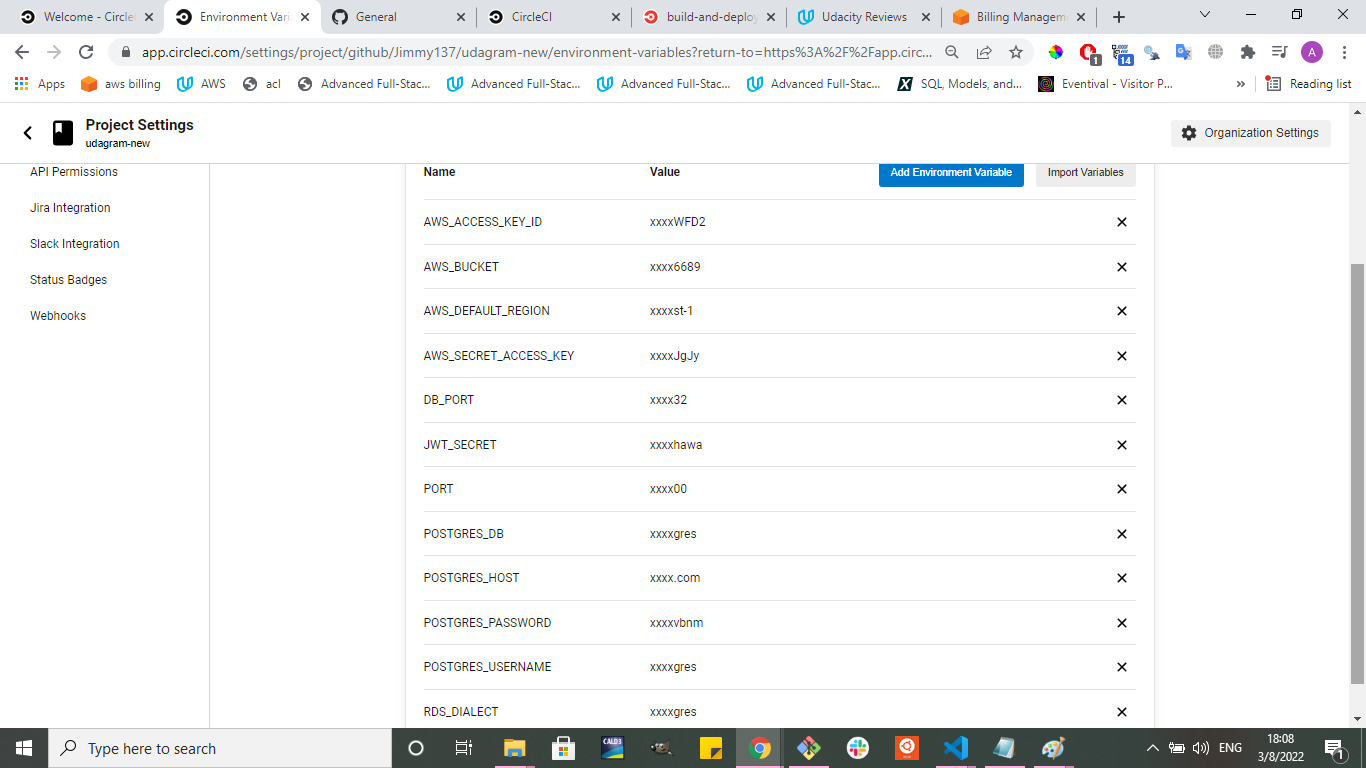 Welcome - Circle
Environment Vari
General
CircleCI
build-and-deploy
Udacity Reviews
Billing Managem
app.circleci.com/settings/project/github/Jimmy137/udagram-new/environment-variables?return-to=https%3A%2F%2Fapp.circ...
1
14
A
Apps
aws billing
AWS
acl
Advanced Full-Stac...
Advanced Full-Stac...
Advanced Full-Stac...
Advanced Full-Stac...
SQL, Models, and...
Eventival - Visitor P...
»
Reading list
Project Settings
udagram-new
Organization Settings
API Permissions
Jira Integration
Slack Integration
Status Badges
Webhooks
Name Value Add Environment Variable Import Variables
AWS_ACCESS_KEY_ID xxxxWFD2
AWS_BUCKET xxxx6689
AWS_DEFAULT_REGION xxxxst-1
AWS_SECRET_ACCESS_KEY xxxxJgJy
DB_PORT xxxx32
JWT_SECRET xxxxhawa
PORT xxxx00
POSTGRES_DB xxxxgres
POSTGRES_HOST xxxx.com
POSTGRES_PASSWORD xxxxvbnm
POSTGRES_USERNAME xxxxgres
RDS_DIALECT xxxxgres
Type here to search
CALD3
ENG
18:08
3/8/2022
1